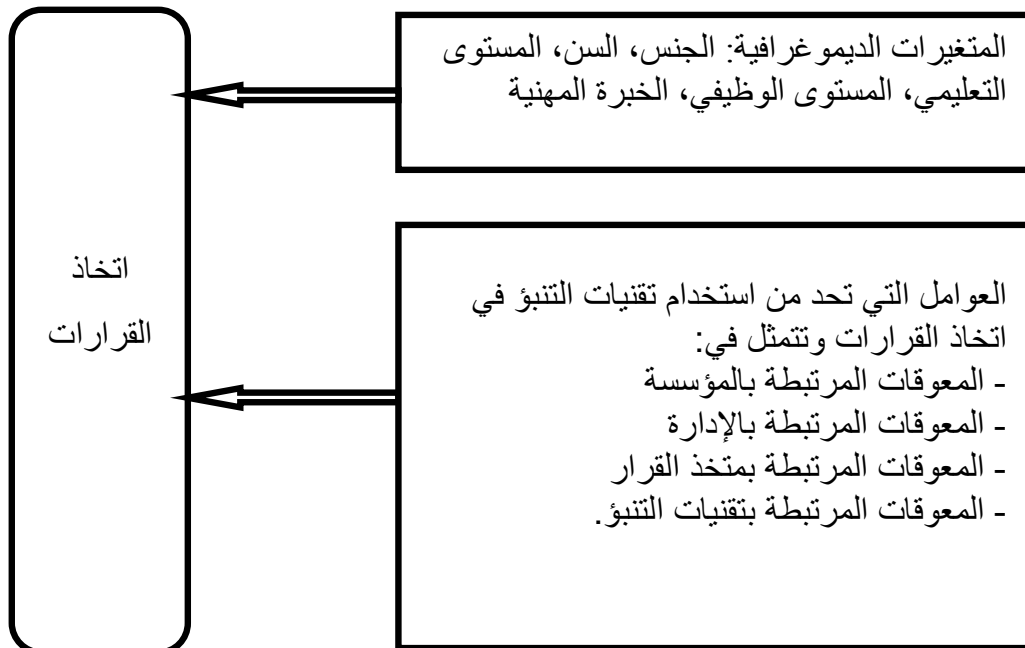 المتغيرات الديموغرافية: الجنس، السن، المستوى
التعليمي، المستوى الوظيفي، الخبرة المهنية
العوامل التي تحد من استخدام تقنيات التنبؤ في
اتخاذ القرارات وتتمثل في:
- المعوقات المرتبطة بالمؤسسة
- المعوقات المرتبطة بالإدارة
- المعوقات المرتبطة بمتخذ القرار
- المعوقات المرتبطة بتقنيات التنبؤ.
اتخاذ
القرارات